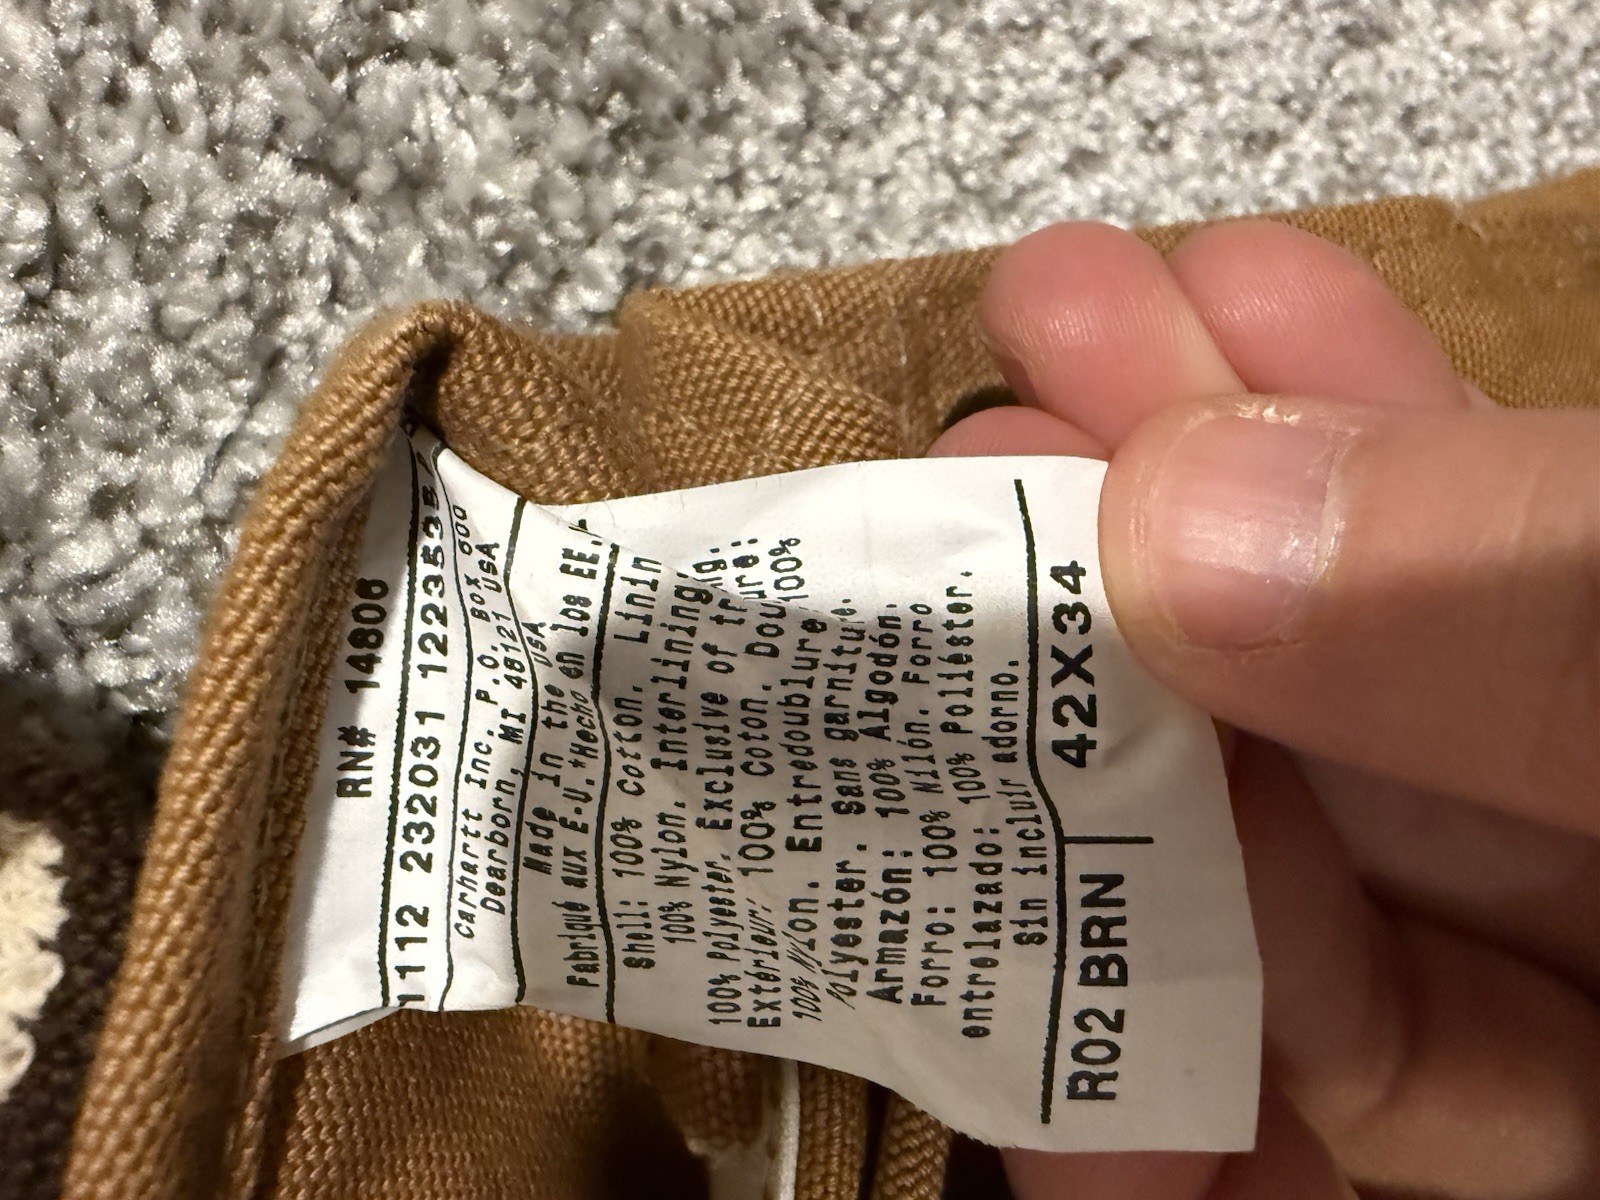 RN# 14806
1112 232031 1223535
Carhartt Inc. P.O. Box 600
Dearborn, MI 48121 USA
Made in the USA
Fabriqué aux E-U. *Hecho en los EE.
Shell: 100% Cotton. Linin
100% Nylon. Interlining:
100% Polyester. Exclusive of
Extérieur: 100% Coton.
100% Nylon. Entredoublure: 100%
Polyester. Sans garniture.
Armazón: 100% Algodón.
Forro: 100% Nilón. Forro
entrelazado: 100% Poliéster.
Sin incluir adorno.
R02 BRN | 42X34